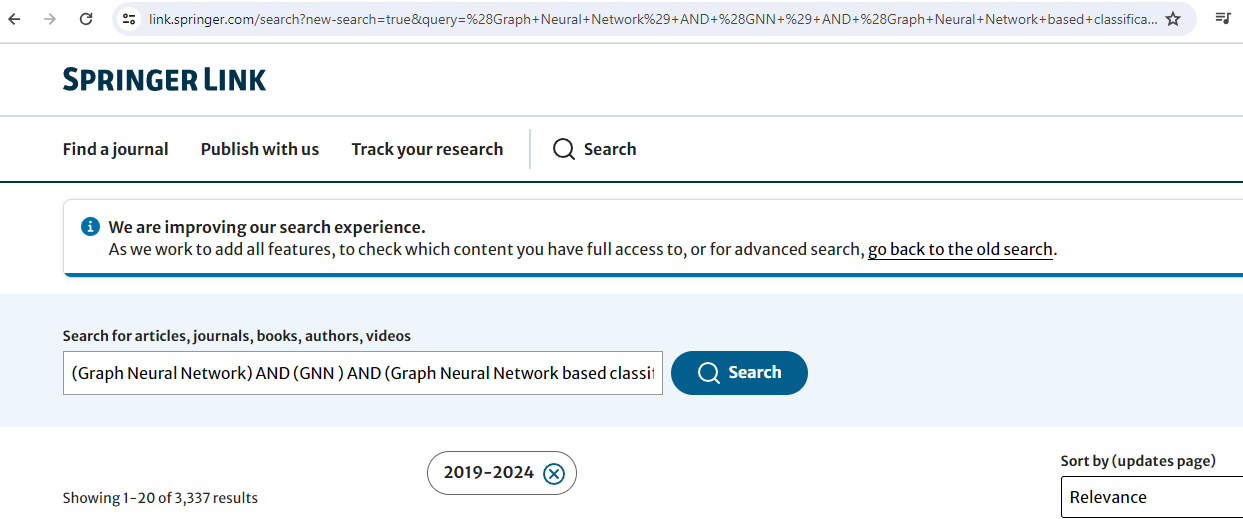 link.springer.com/search?new-search=true&query=%28Graph+Neural+Network%29+AND+%28GNN+%29+AND+%28Graph+Neural+Network+based+classifica...
SPRINGER LINK
Find a journal Publish with us Track your research Search
We are improving our search experience.
As we work to add all features, to check which content you have full access to, or for advanced search, go back to the old search.
Search for articles, journals, books, authors, videos
(Graph Neural Network) AND (GNN ) AND (Graph Neural Network based classif
Search
2019-2024
Sort by (updates page)
Showing 1-20 of 3,337 results
Relevance